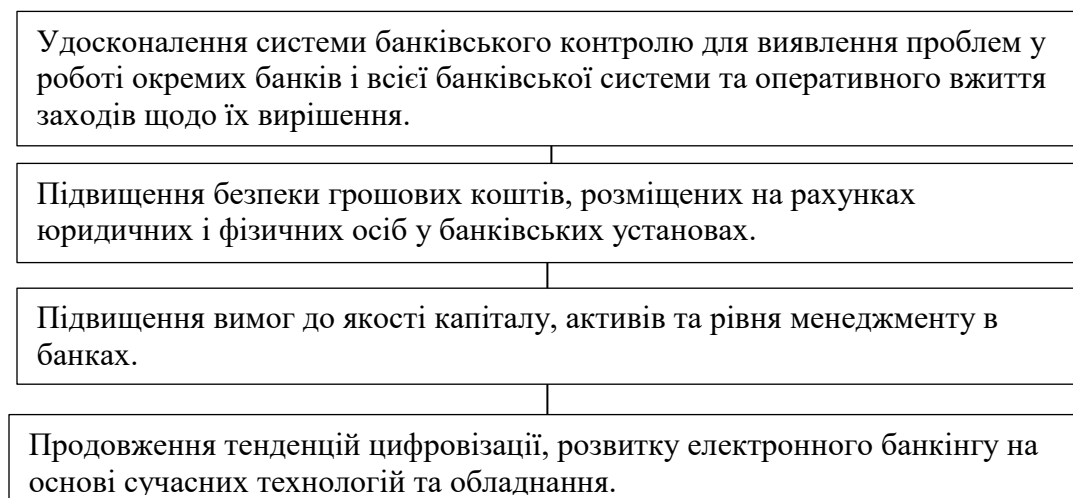 Удосконалення системи банківського контролю для виявлення проблем у
роботі окремих банків і всієї банківської системи та оперативного вжиття
заходів щодо їх вирішення.
Підвищення безпеки грошових коштів, розміщених на рахунках
юридичних і фізичних осіб у банківських установах.
Підвищення вимог до якості капіталу, активів та рівня менеджменту в
банках.
Продовження тенденцій цифровізації, розвитку електронного банкінгу на
основі сучасних технологій та обладнання.